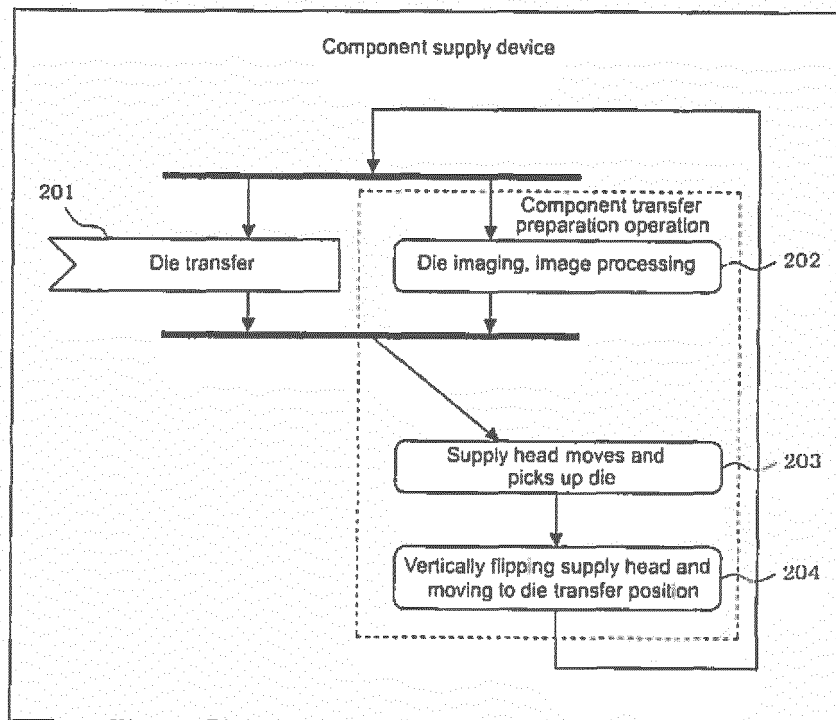 Component supply device
201
Component transfer
preparation operation
Die transfer
Die imaging, image processing
202
Supply head moves and
picks up die
203
Vertically flipping supply head and
moving to die transfer position
204